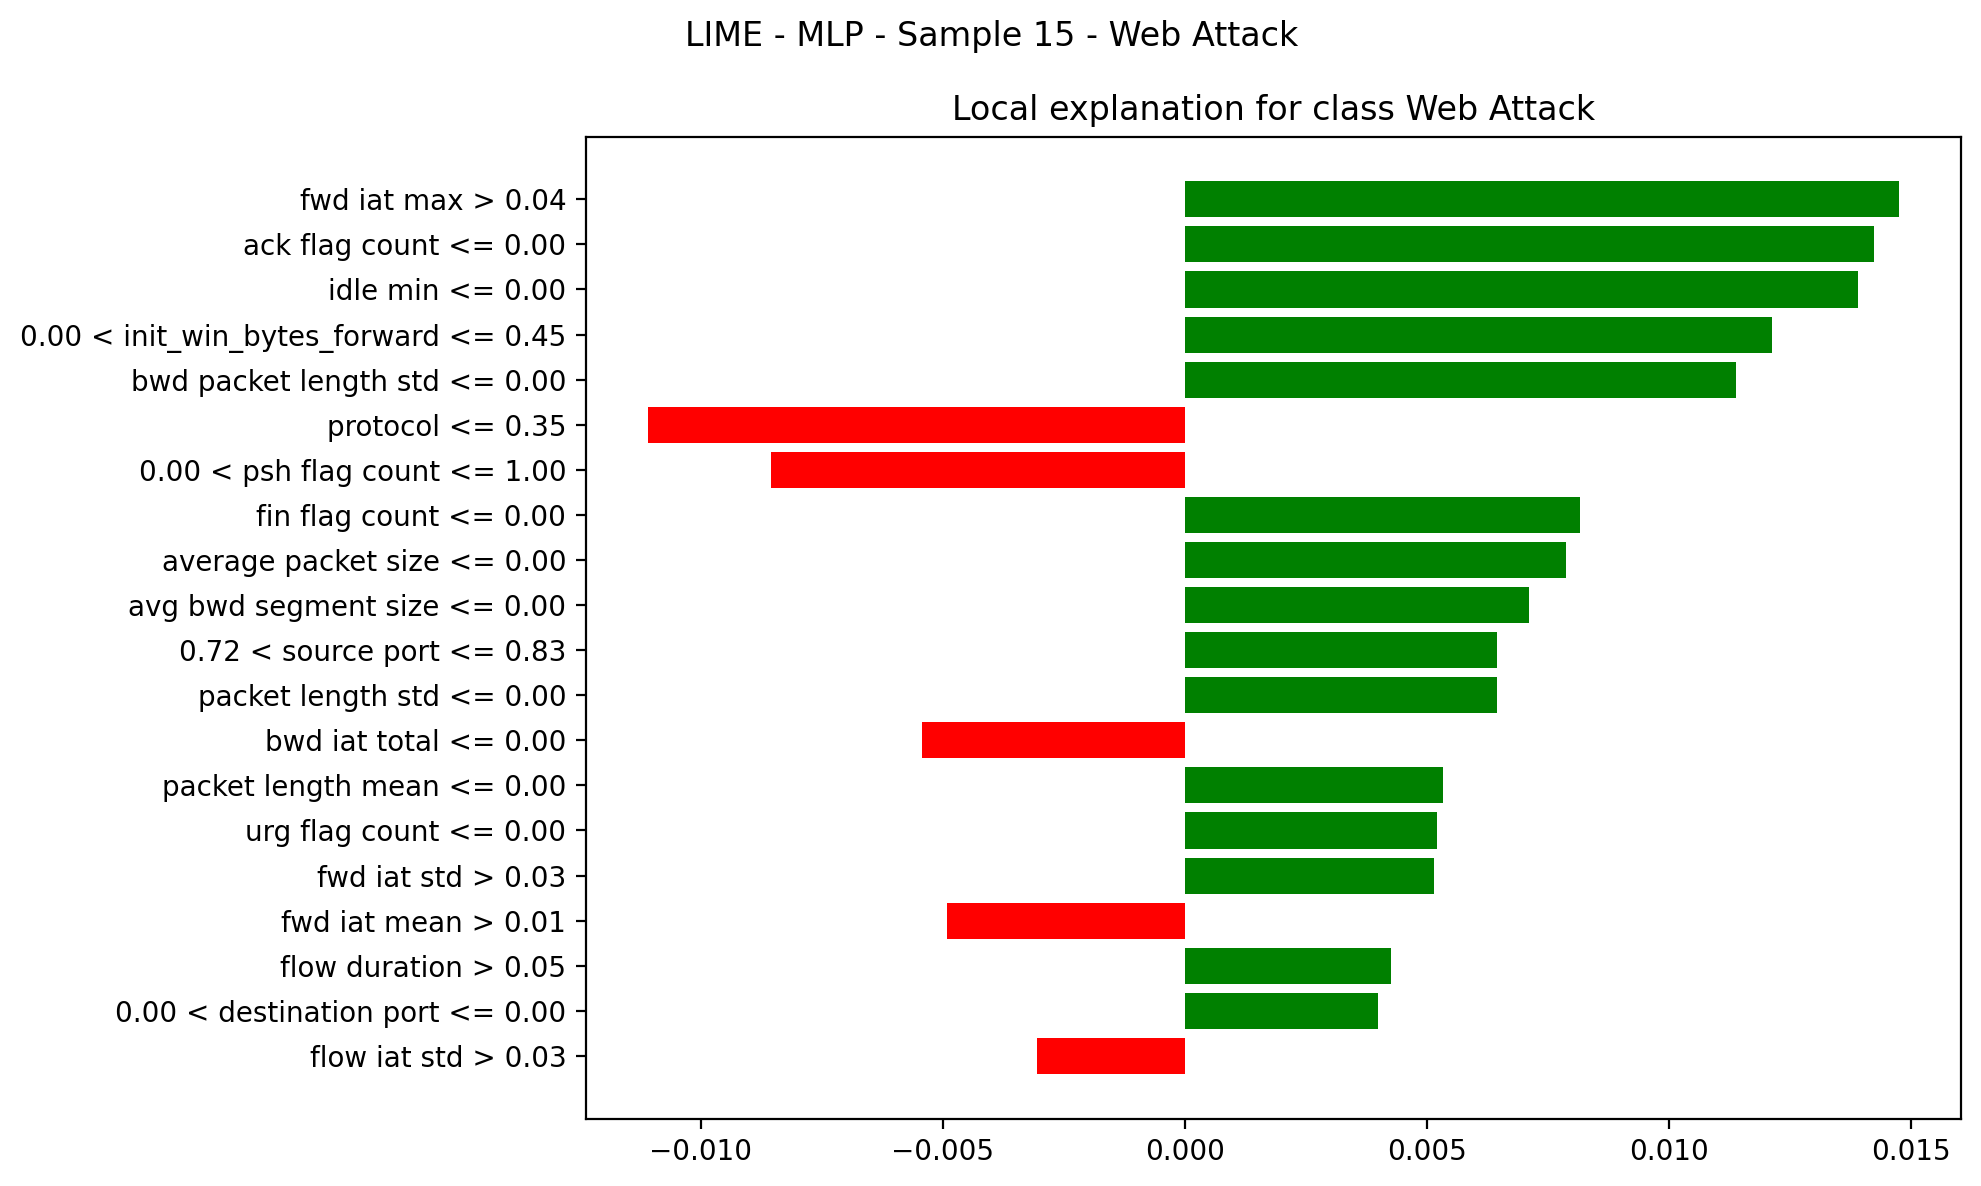 LIME - MLP - Sample 15 - Web Attack
Local explanation for class Web Attack
fwd iat max > 0.04
ack flag count <= 0.00
idle min <= 0.00
0.00 < init_win_bytes_forward <= 0.45
bwd packet length std <= 0.00
protocol <= 0.35
0.00 < psh flag count <= 1.00
fin flag count <= 0.00
average packet size <= 0.00
avg bwd segment size <= 0.00
0.72 < source port <= 0.83
packet length std <= 0.00
bwd iat total <= 0.00
packet length mean <= 0.00
urg flag count <= 0.00
fwd iat std > 0.03
fwd iat mean > 0.01
flow duration > 0.05
0.00 < destination port <= 0.00
flow iat std > 0.03
−0.010 −0.005 0.000 0.005 0.010 0.015